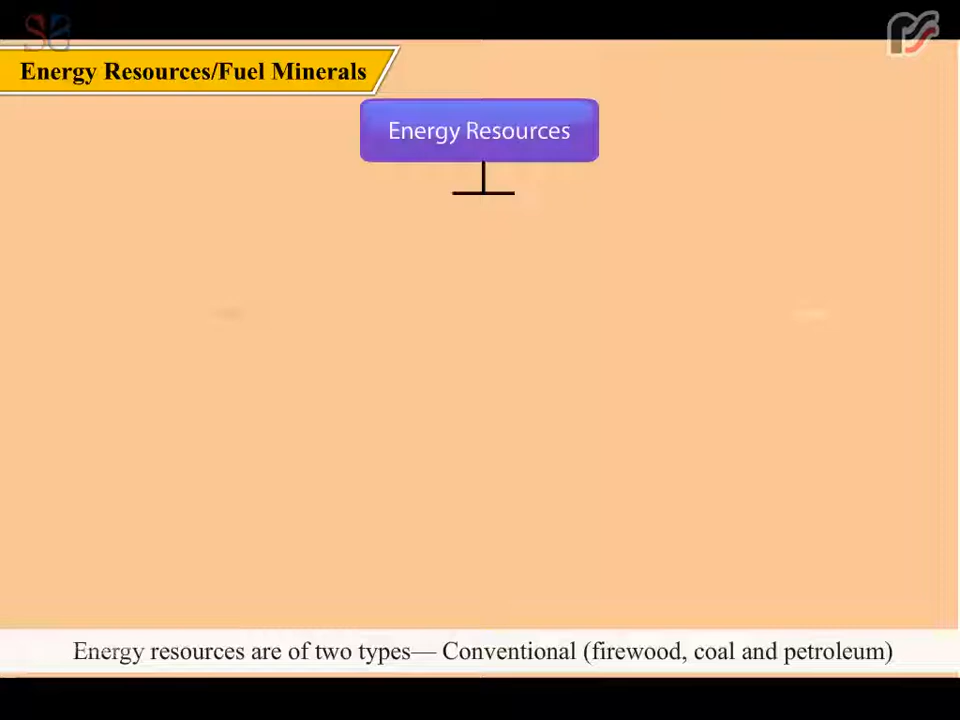 Energy Resources/Fuel Minerals
Energy Resources
Energy resources are of two types— Conventional (firewood, coal and petroleum)